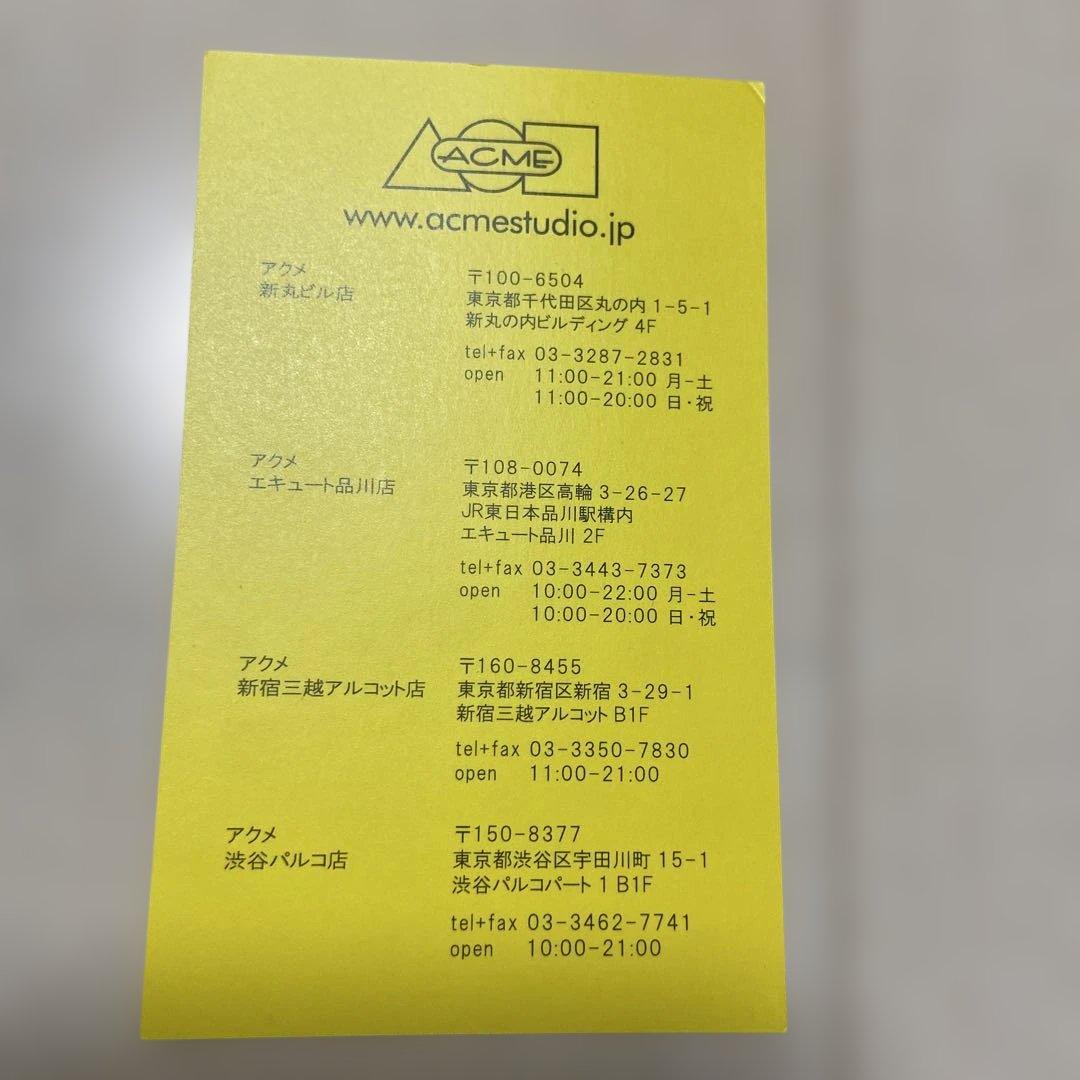 ACME
www.acmestudio.jp
アクメ
新丸ビル店
〒100-6504
東京都千代田区丸の内 1-5-1
新丸の内ビルディング 4F
tel+fax 03-3287-2831
open 11:00-21:00 月-土
11:00-20:00 日・祝
アクメ
エキュート品川店
〒108-0074
東京都港区高輪 3-26-27
JR東日本品川駅構内
エキュート品川 2F
tel+fax 03-3443-7373
open 10:00-22:00 月-土
10:00-20:00 日・祝
アクメ
新宿三越アルコット店
〒160-8455
東京都新宿区新宿 3-29-1
新宿三越アルコット B1F
tel+fax 03-3350-7830
open 11:00-21:00
アクメ
渋谷パルコ店
〒150-8377
東京都渋谷区宇田川町 15-1
渋谷パルコパート 1 B1F
tel+fax 03-3462-7741
open 10:00-21:00